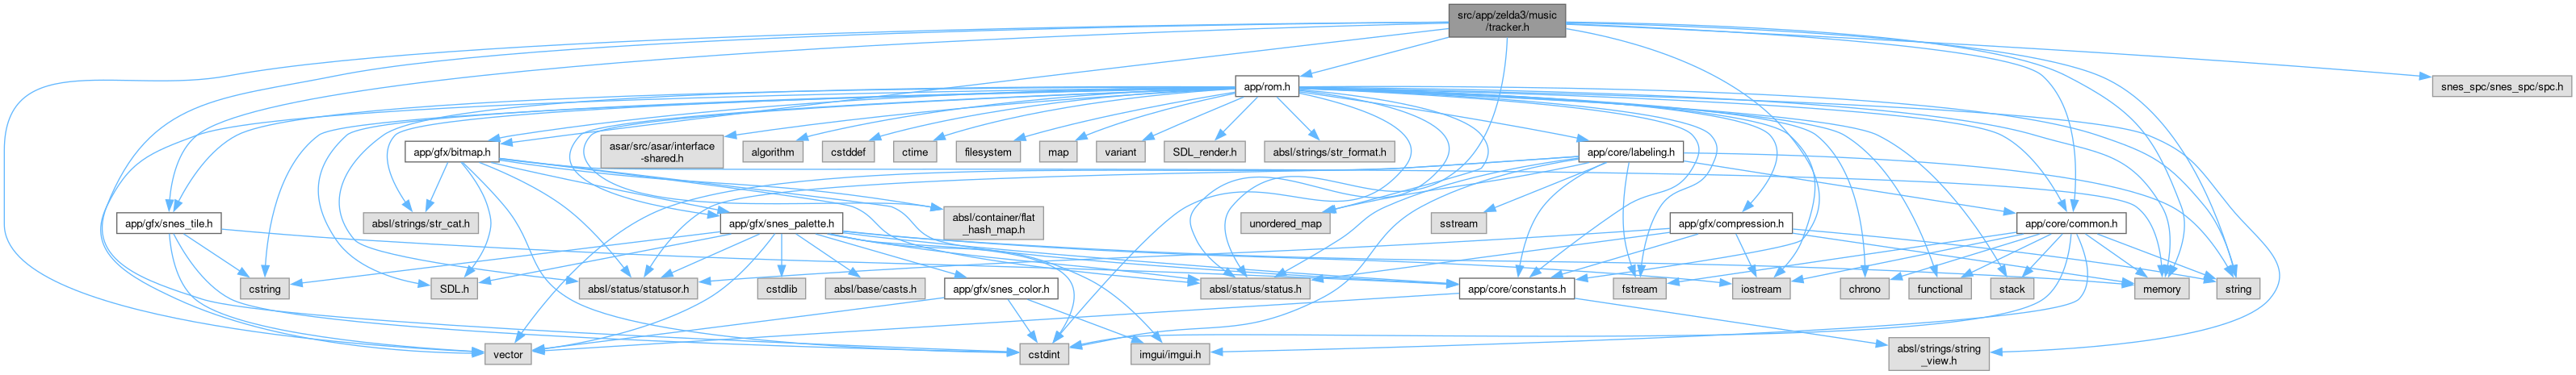 src/app/zelda3/music
/tracker.h
app/rom.h
snes_spc/snes_spc/spc.h
app/gfx/bitmap.h
asar/src/asar/interface
-shared.h
algorithm
cstddef
ctime
filesystem
map
variant
SDL_render.h
absl/strings/str_format.h
app/core/labeling.h
app/gfx/snes_tile.h
absl/strings/str_cat.h
app/gfx/snes_palette.h
absl/container/flat
_hash_map.h
unordered_map
sstream
app/gfx/compression.h
app/core/common.h
cstring
SDL.h
absl/status/statusor.h
cstdlib
absl/base/casts.h
app/gfx/snes_color.h
absl/status/status.h
app/core/constants.h
fstream
iostream
chrono
functional
stack
memory
string
vector
cstdint
imgui/imgui.h
absl/strings/string
_view.h